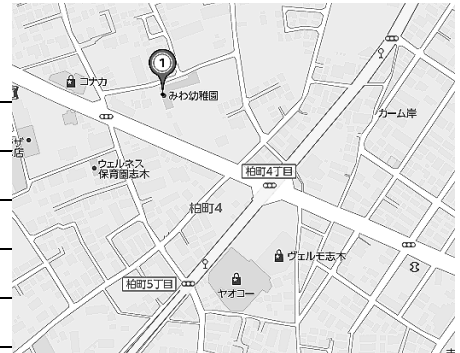 1
コナカ
みわ幼稚園
カーム岸
店
ウェルネス
保育園志木
柏町4丁目
柏町4
ヴェルモ志木
柏町5丁目
ヤオコー